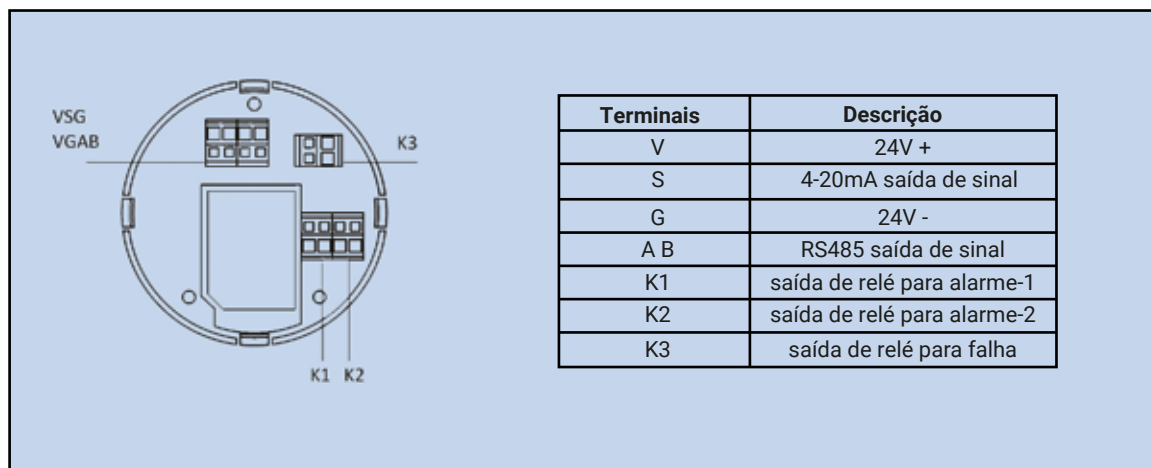 VSG
VGAB
K3
K1 K2
Terminais Descrição
V 24V +
S 4-20mA saída de sinal
G 24V -
A B RS485 saída de sinal
K1 saída de relé para alarme-1
K2 saída de relé para alarme-2
K3 saída de relé para falha